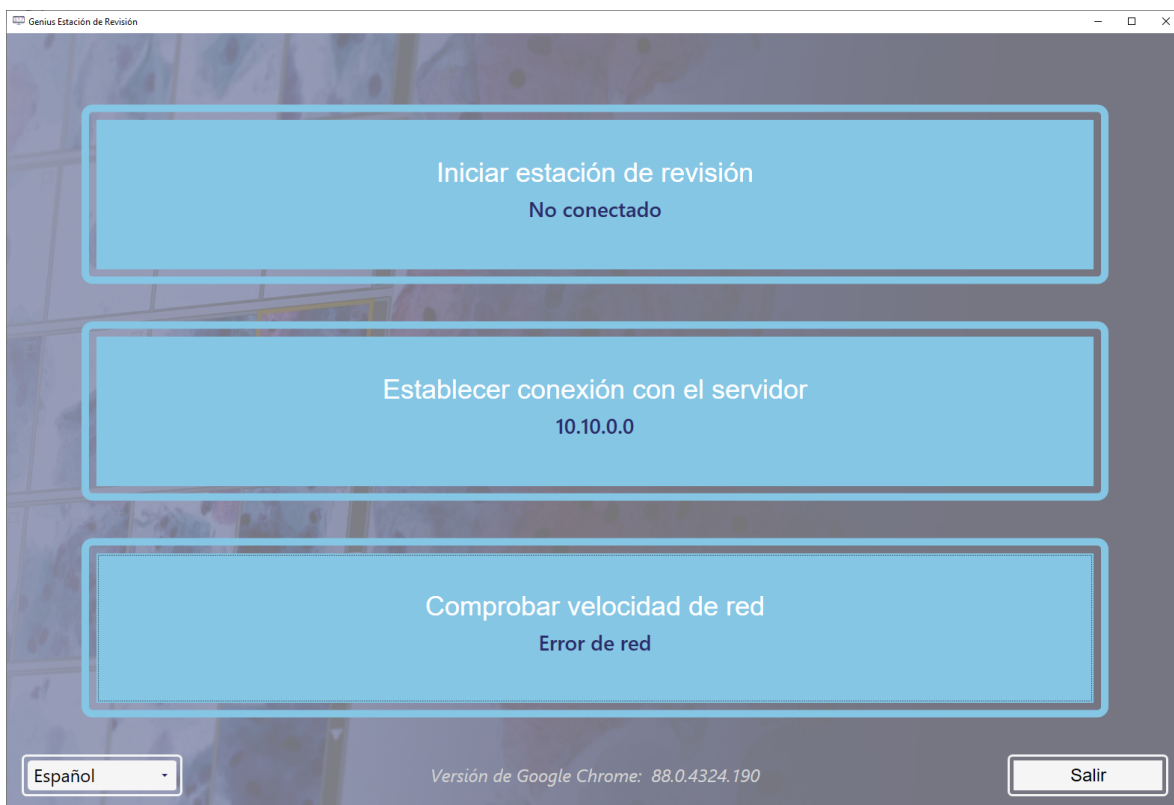 Genius Estación de Revisión
Iniciar estación de revisión
No conectado
Establecer conexión con el servidor
10.10.0.0
Comprobar velocidad de red
Error de red
Español
Versión de Google Chrome: 88.0.4324.190
Salir